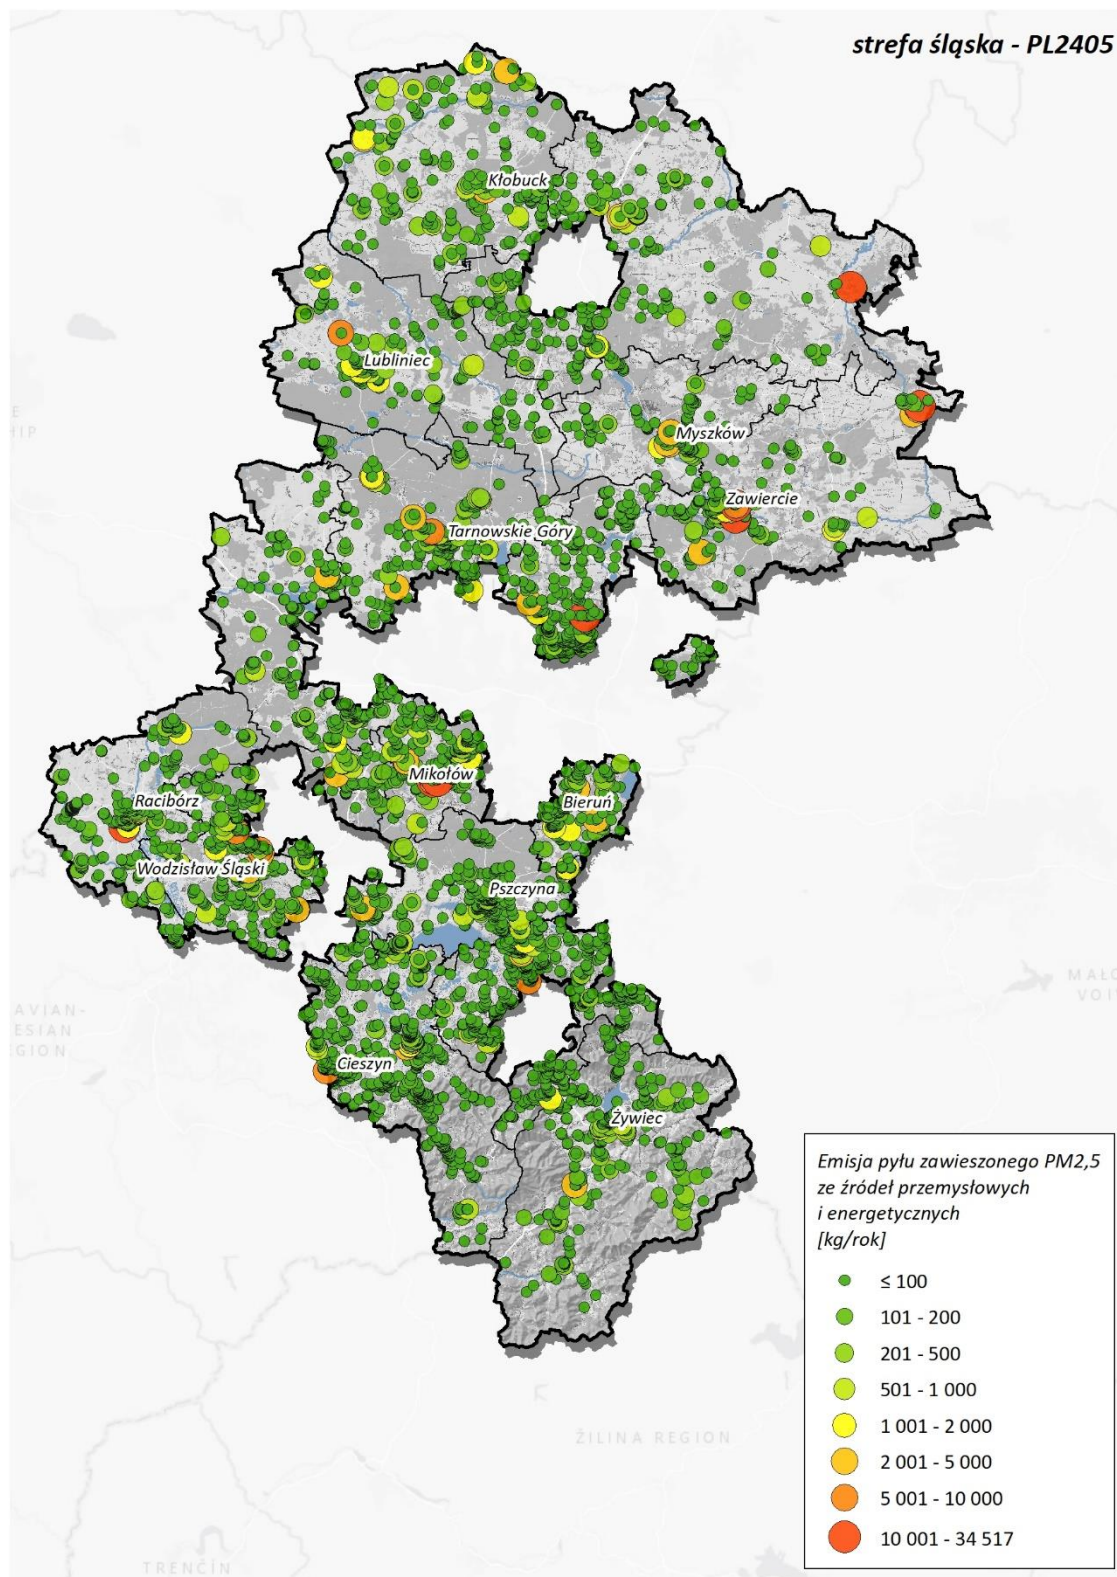 strefa śląska - PL2405
Kłobuck
Lubliniec
Myszków
Zawiercie
Tarnowskie Góry
Mikołów
Racibórz
Bieruń
Wodzisław Śląski
Pszczyna
Cieszyn
Żywiec
Emisja pyłu zawieszonego PM2,5
ze źródeł przemysłowych
i energetycznych
[kg/rok]
≤ 100
101 - 200
201 - 500
501 - 1 000
1 001 - 2 000
2 001 - 5 000
5 001 - 10 000
10 001 - 34 517
ŽILINA REGION
TRENČÍN